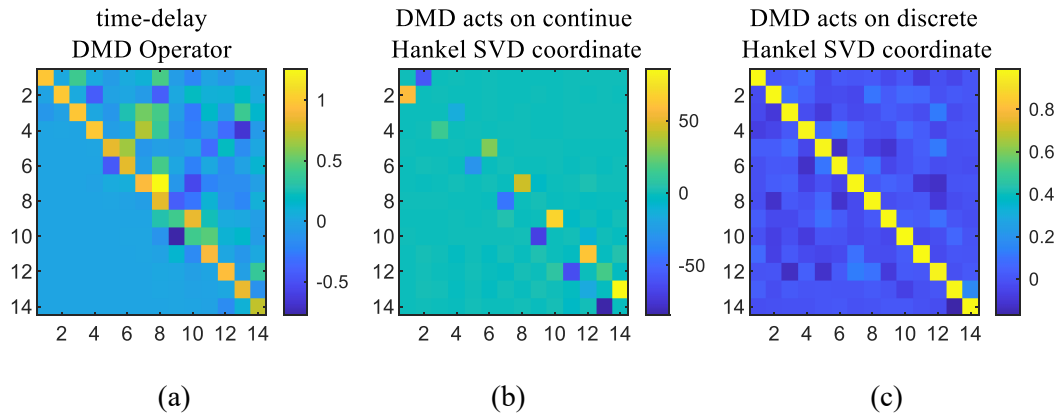 time-delay
DMD Operator
DMD acts on continue
Hankel SVD coordinate
DMD acts on discrete
Hankel SVD coordinate
2
4
6
8
10
12
14
2 4 6 8 10 12 14
1
0.5
0
-0.5
2
4
6
8
10
12
14
2 4 6 8 10 12 14
50
0
-50
2
4
6
8
10
12
14
2 4 6 8 10 12 14
0.8
0.6
0.4
0.2
0
(a)
(b)
(c)